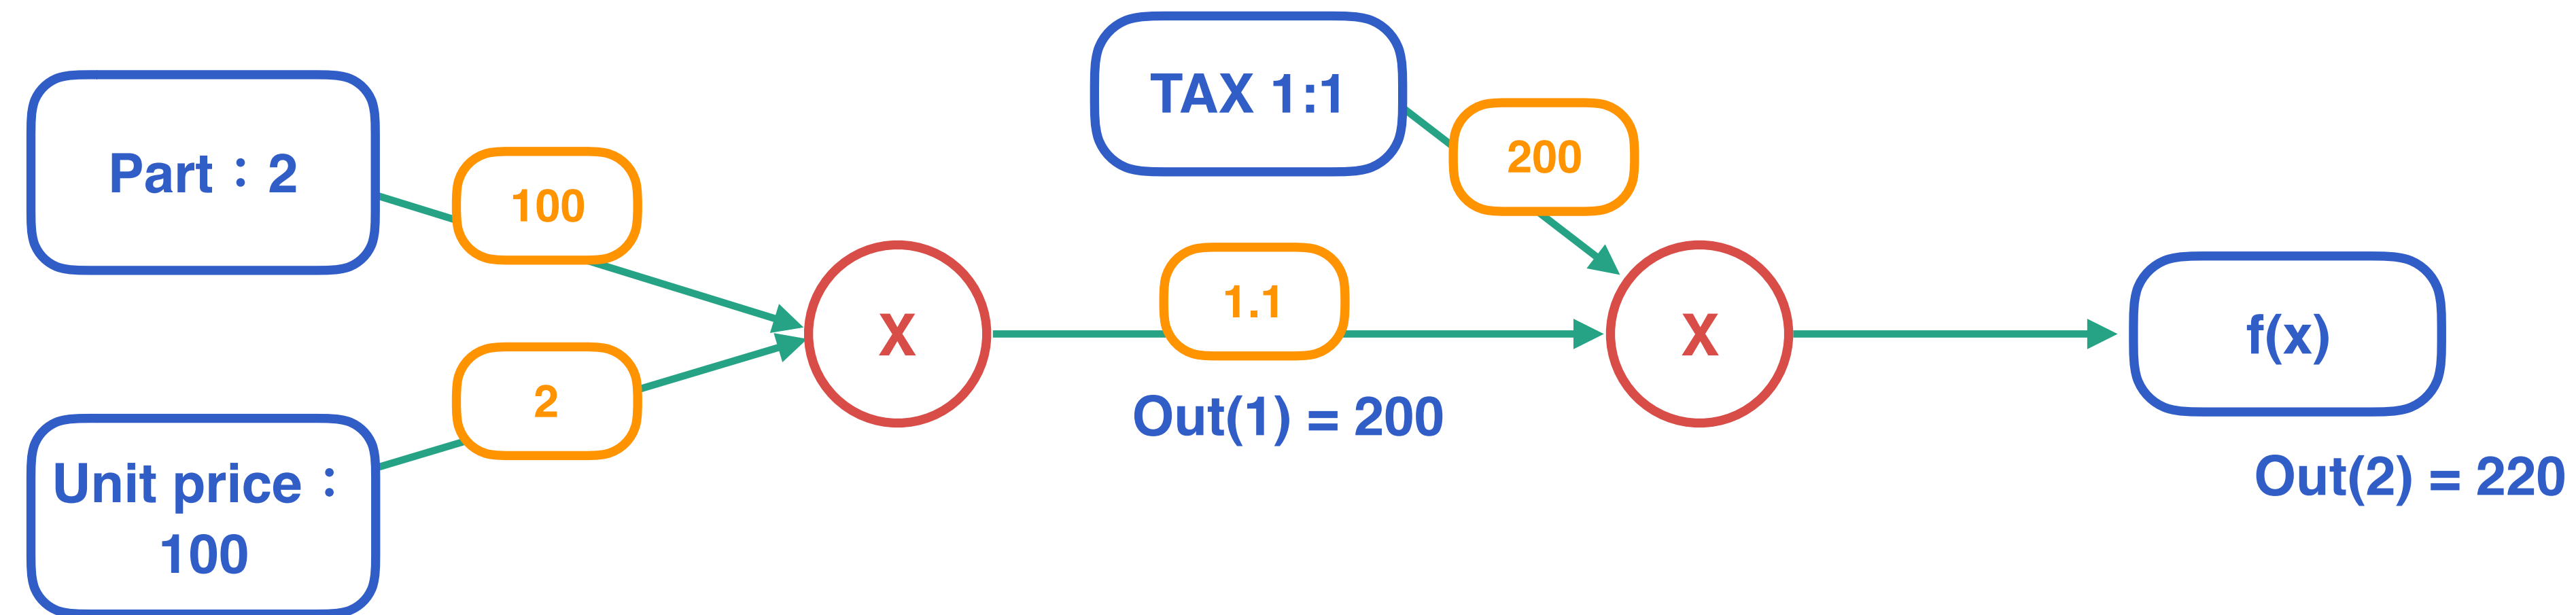 Part：2
100
2
Unit price：
100
X
TAX 1:1
200
1.1
Out(1) = 200
X
f(x)
Out(2) = 220